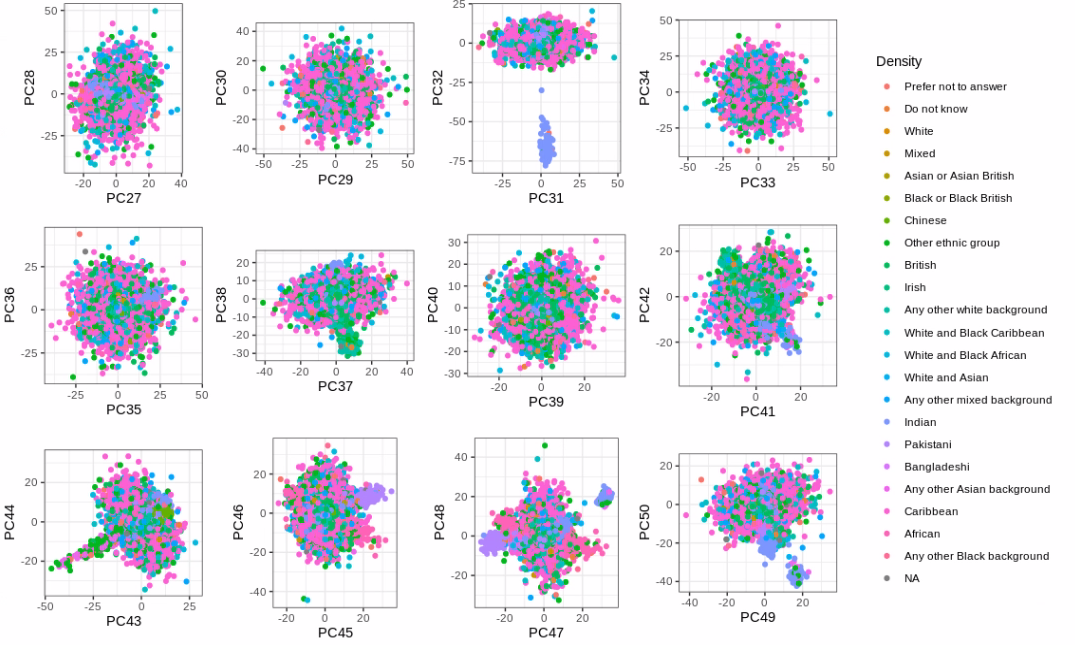 50
25
0
-25
-20 0 20 40
PC28
PC27
40
20
0
-20
-40
-50 -25 0 25 50
PC30
PC29
25
0
-25
-50
-75
-25 0 25 50
PC32
PC31
50
25
0
-25
-50 -25 0 25 50
PC34
PC33
25
0
-25
-25 0 25 50
PC36
PC35
20
10
0
-10
-20
-30
-40 -20 0 20 40
PC38
PC37
30
20
10
0
-10
-20
-30
-20 0 20
PC40
PC39
20
0
-20
-20 0 20
PC42
PC41
20
0
-20
-50 -25 0 25
PC44
PC43
20
0
-20
-40
-20 0 20
PC46
PC45
40
20
0
-20
-20 0 20
PC48
PC47
20
0
-20
-40
-40 -20 0 20
PC50
PC49
Density
Prefer not to answer
Do not know
White
Mixed
Asian or Asian British
Black or Black British
Chinese
Other ethnic group
British
Irish
Any other white background
White and Black Caribbean
White and Black African
White and Asian
Any other mixed background
Indian
Pakistani
Bangladeshi
Any other Asian background
Caribbean
African
Any other Black background
NA